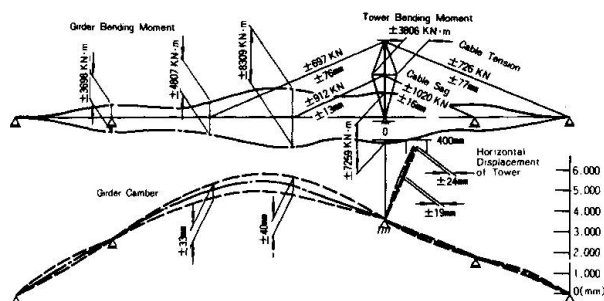 Girder Bending Moment
Tower Bending Moment
±3806 KN·m
±3698 KN·m
±4807 KN·m
±8309 KN·m
±697 KN
±76mm
±912 KN
±13mm
Cable Tension
±726 KN
±77mm
Cable Sag
±1020 KN
±16mm
0
±7259 KN·m
400mm
Horizontal
Displacement
of Tower
±24mm
±19mm
Girder Camber
±33mm
±40mm
6.000
5.000
4.000
3.000
2.000
1.000
0(mm)